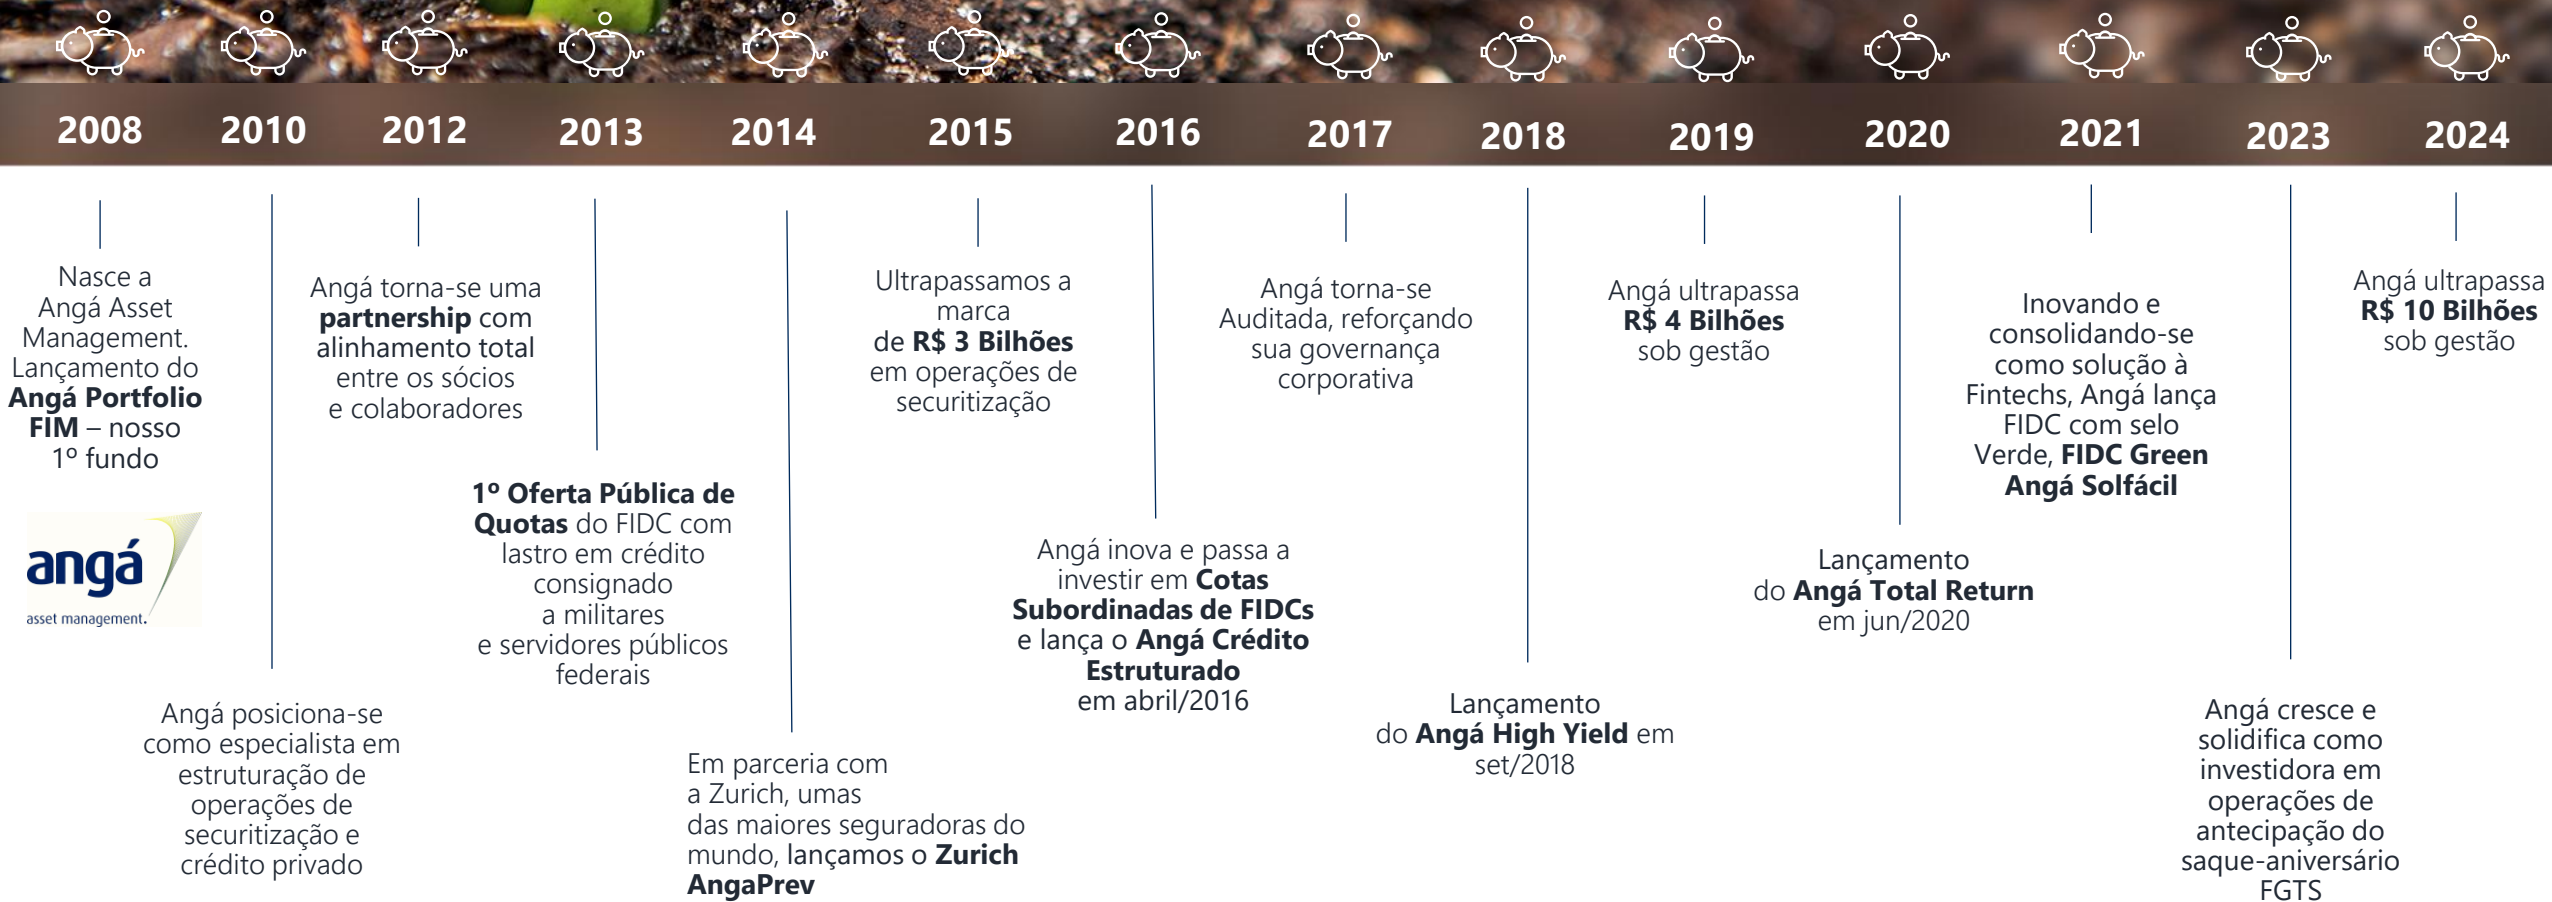 2008
2010
2012
2013
2014
2015
2016
2017
2018
2019
2020
2021
2023
2024
Nasce a
Angá Asset
Management.
Lançamento do
Angá Portfolio
FIM – nosso
1º fundo
angá
asset management.
Angá posiciona-se
como especialista em
estruturação de
operações de
securitização e
crédito privado
Angá torna-se uma
partnership com
alinhamento total
entre os sócios
e colaboradores
1º Oferta Pública de
Quotas do FIDC com
lastro em crédito
consignado
a militares
e servidores públicos
federais
Em parceria com
a Zurich, umas
das maiores seguradoras do
mundo, lançamos o Zurich
AngaPrev
Ultrapassamos a
marca
de R$ 3 Bilhões
em operações de
securitização
Angá inova e passa a
investir em Cotas
Subordinadas de FIDCs
e lança o Angá Crédito
Estruturado
em abril/2016
Angá torna-se
Auditada, reforçando
sua governança
corporativa
Lançamento
do Angá High Yield em
set/2018
Angá ultrapassa
R$ 4 Bilhões
sob gestão
Lançamento
do Angá Total Return
em jun/2020
Inovando e
consolidando-se
como solução à
Fintechs, Angá lança
FIDC com selo
Verde, FIDC Green
Angá Solfácil
Angá cresce e
solidifica como
investidora em
operações de
antecipação do
saque-aniversário
FGTS
Angá ultrapassa
R$ 10 Bilhões
sob gestão